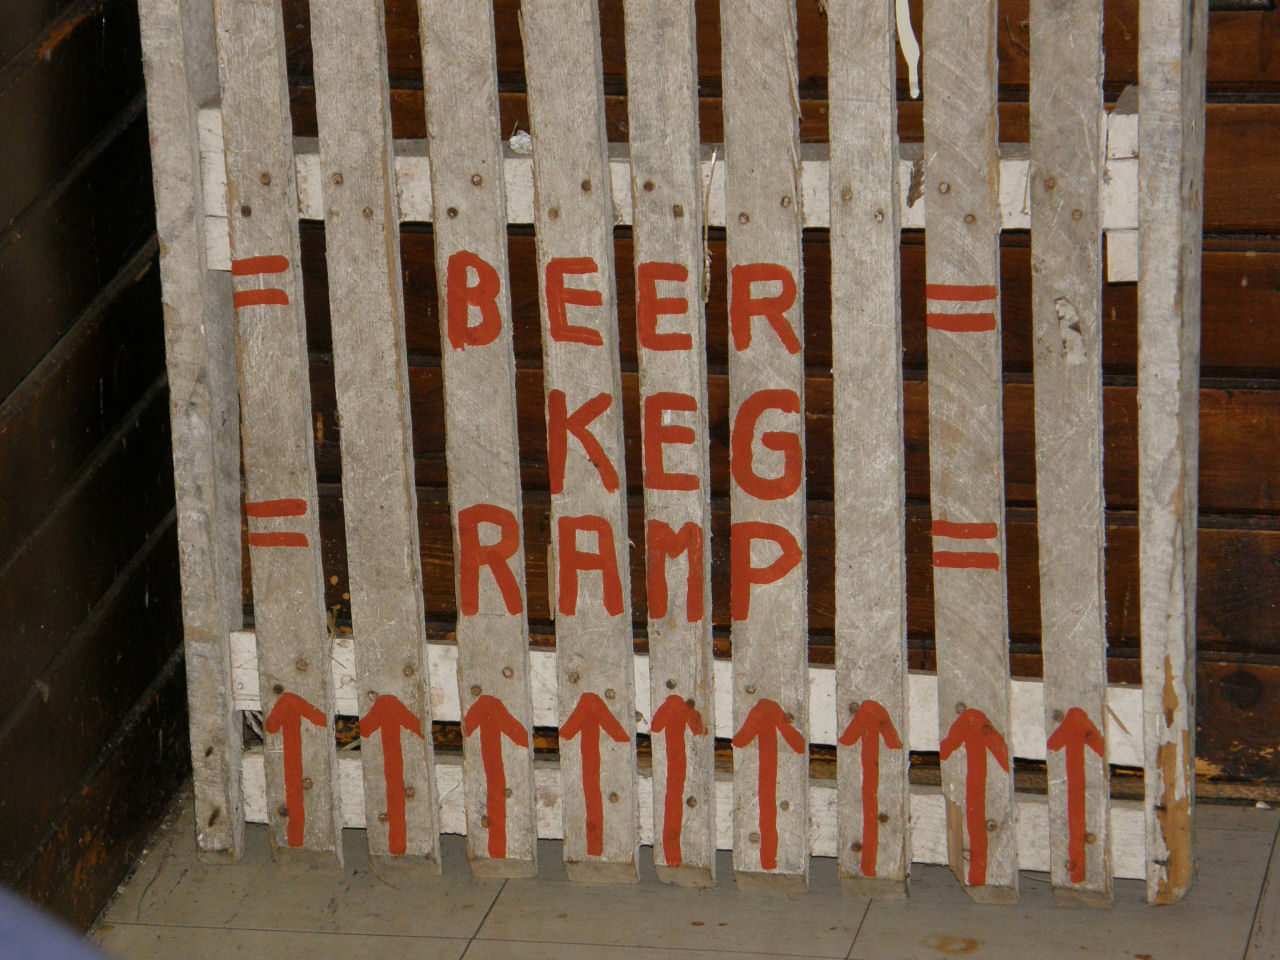 = BEER =
KEG
= RAMP =